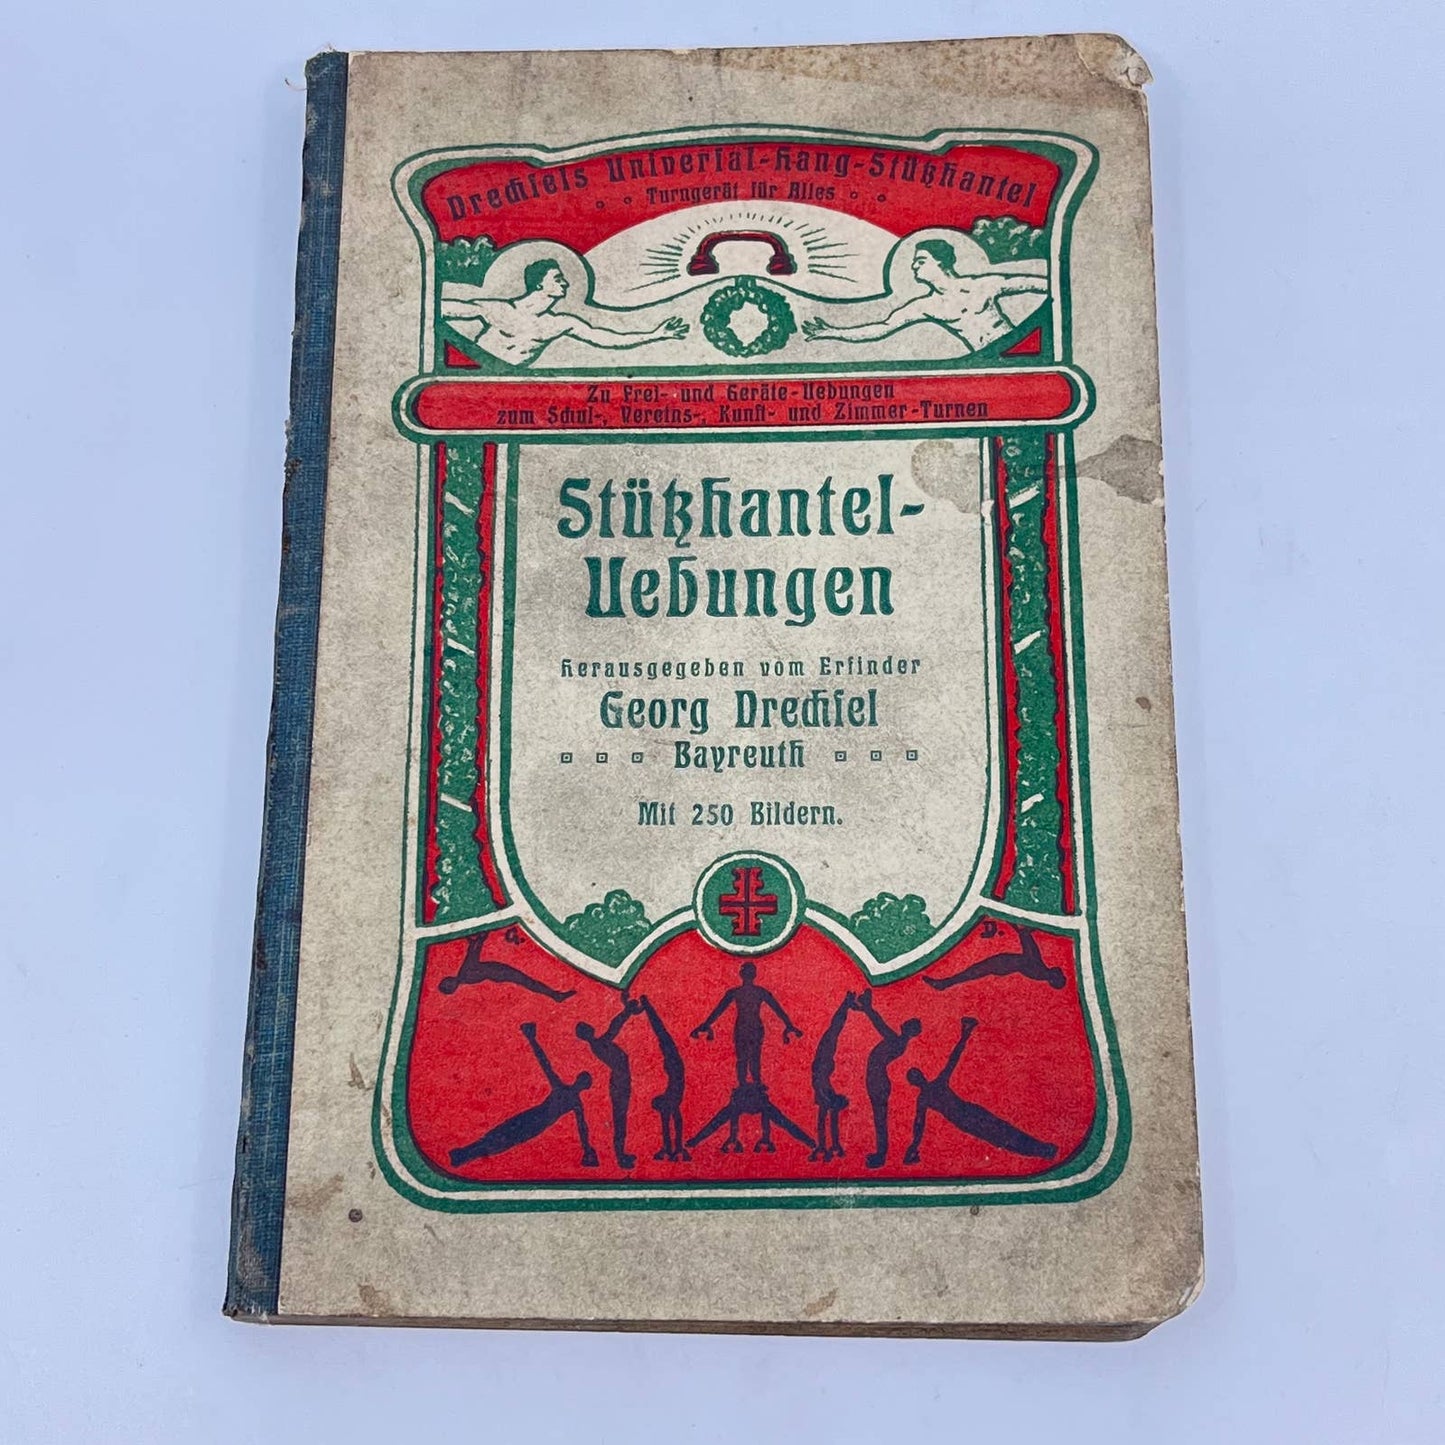 Drechsels Universal-Hang-Stützhantel
Turngerät für Alles
Zu Frei- und Geräte-Uebungen
zum Schul-, Vereins-, Kunst- und Zimmer-Turnen
Stützhantel-
Uebungen
Herausgegeben vom Erfinder
Georg Drechsel
Bayreuth
Mit 250 Bildern.
G. D.